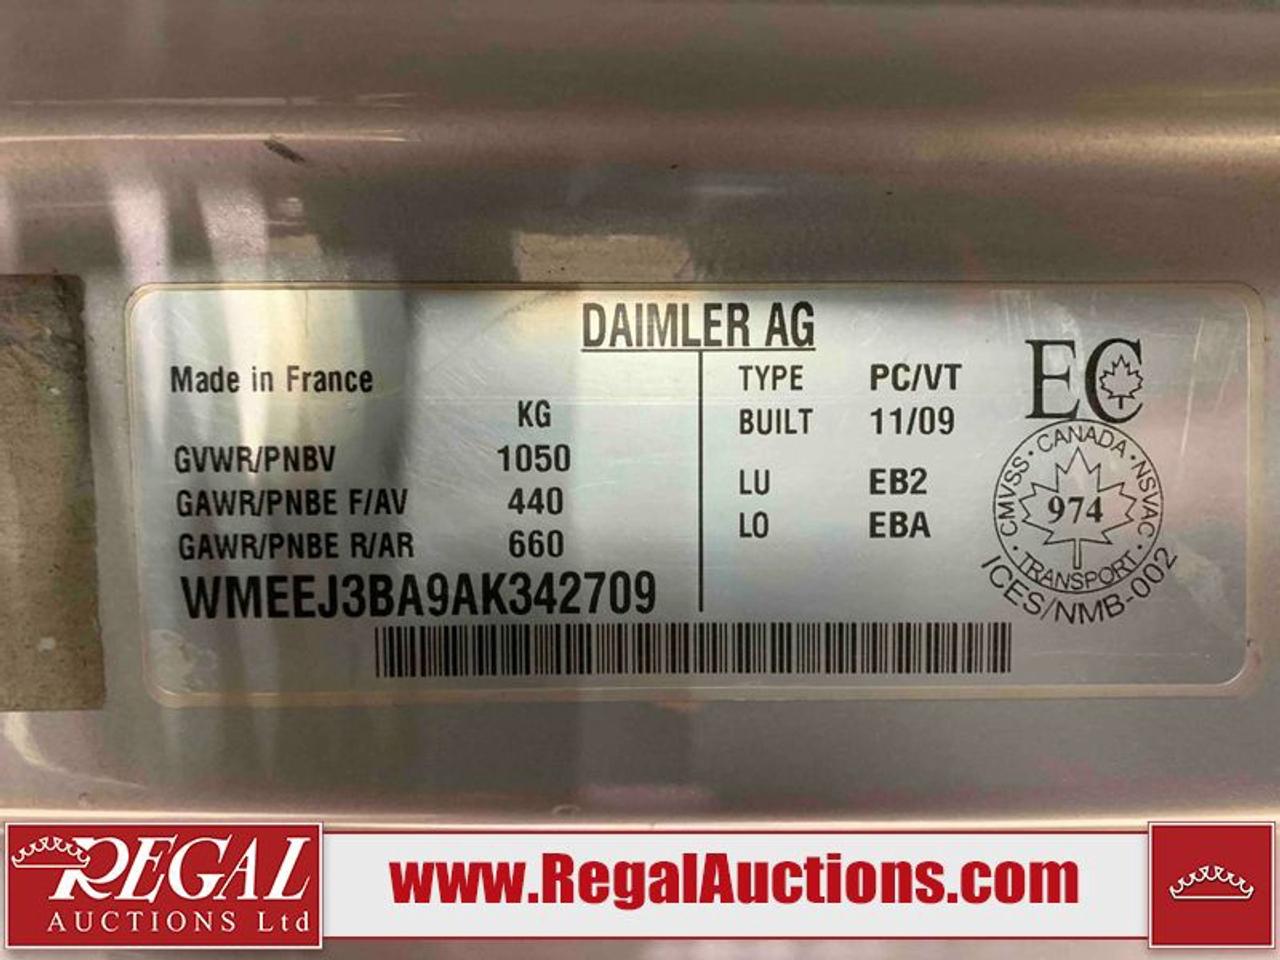 DAIMLER AG
Made in France
KG
GVWR/PNBV 1050
GAWR/PNBE F/AV 440
GAWR/PNBE R/AR 660
WMEEJ3BA9AK342709
TYPE PC/VT
BUILT 11/09
LU EB2
LO EBA
EC
CMVSS · CANADA · NSVAC · TRANSPORT ·
974
ICES/NMB-002
REGAL
AUCTIONS Ltd
www.RegalAuctions.com